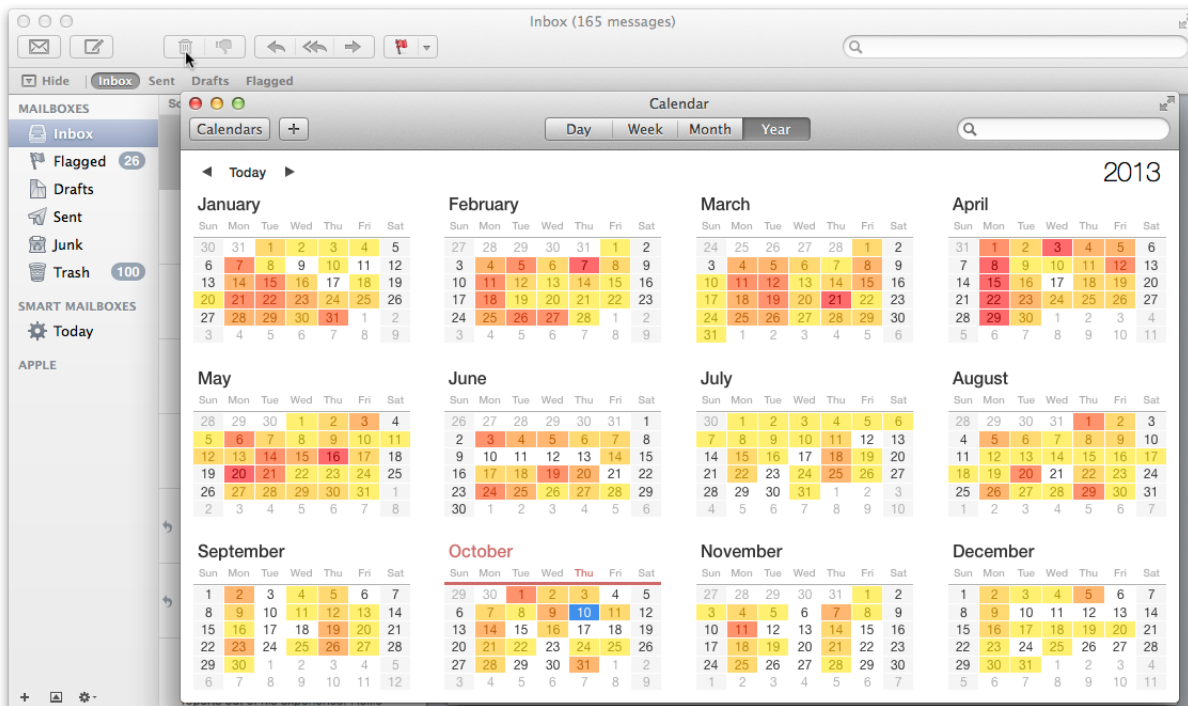 Inbox (165 messages)
Hide Inbox Sent Drafts Flagged
MAILBOXES
Inbox
Flagged 26
Drafts
Sent
Junk
Trash 100
SMART MAILBOXES
Today
APPLE
Calendar
Calendars + Day Week Month Year
Today
2013
January
Sun Mon Tue Wed Thu Fri Sat
30 31 1 2 3 4 5
6 7 8 9 10 11 12
13 14 15 16 17 18 19
20 21 22 23 24 25 26
27 28 29 30 31 1 2
3 4 5 6 7 8 9
February
Sun Mon Tue Wed Thu Fri Sat
27 28 29 30 31 1 2
3 4 5 6 7 8 9
10 11 12 13 14 15 16
17 18 19 20 21 22 23
24 25 26 27 28 1 2
3 4 5 6 7 8 9
March
Sun Mon Tue Wed Thu Fri Sat
24 25 26 27 28 1 2
3 4 5 6 7 8 9
10 11 12 13 14 15 16
17 18 19 20 21 22 23
24 25 26 27 28 29 30
31 1 2 3 4 5 6
April
Sun Mon Tue Wed Thu Fri Sat
31 1 2 3 4 5 6
7 8 9 10 11 12 13
14 15 16 17 18 19 20
21 22 23 24 25 26 27
28 29 30 1 2 3 4
5 6 7 8 9 10 11
May
Sun Mon Tue Wed Thu Fri Sat
28 29 30 1 2 3 4
5 6 7 8 9 10 11
12 13 14 15 16 17 18
19 20 21 22 23 24 25
26 27 28 29 30 31 1
2 3 4 5 6 7 8
June
Sun Mon Tue Wed Thu Fri Sat
26 27 28 29 30 31 1
2 3 4 5 6 7 8
9 10 11 12 13 14 15
16 17 18 19 20 21 22
23 24 25 26 27 28 29
30 1 2 3 4 5 6
July
Sun Mon Tue Wed Thu Fri Sat
30 1 2 3 4 5 6
7 8 9 10 11 12 13
14 15 16 17 18 19 20
21 22 23 24 25 26 27
28 29 30 31 1 2 3
4 5 6 7 8 9 10
August
Sun Mon Tue Wed Thu Fri Sat
28 29 30 31 1 2 3
4 5 6 7 8 9 10
11 12 13 14 15 16 17
18 19 20 21 22 23 24
25 26 27 28 29 30 31
1 2 3 4 5 6 7
September
Sun Mon Tue Wed Thu Fri Sat
1 2 3 4 5 6 7
8 9 10 11 12 13 14
15 16 17 18 19 20 21
22 23 24 25 26 27 28
29 30 1 2 3 4 5
6 7 8 9 10 11 12
October
Sun Mon Tue Wed Thu Fri Sat
29 30 1 2 3 4 5
6 7 8 9 10 11 12
13 14 15 16 17 18 19
20 21 22 23 24 25 26
27 28 29 30 31 1 2
3 4 5 6 7 8 9
November
Sun Mon Tue Wed Thu Fri Sat
27 28 29 30 31 1 2
3 4 5 6 7 8 9
10 11 12 13 14 15 16
17 18 19 20 21 22 23
24 25 26 27 28 29 30
1 2 3 4 5 6 7
December
Sun Mon Tue Wed Thu Fri Sat
1 2 3 4 5 6 7
8 9 10 11 12 13 14
15 16 17 18 19 20 21
22 23 24 25 26 27 28
29 30 31 1 2 3 4
5 6 7 8 9 10 11